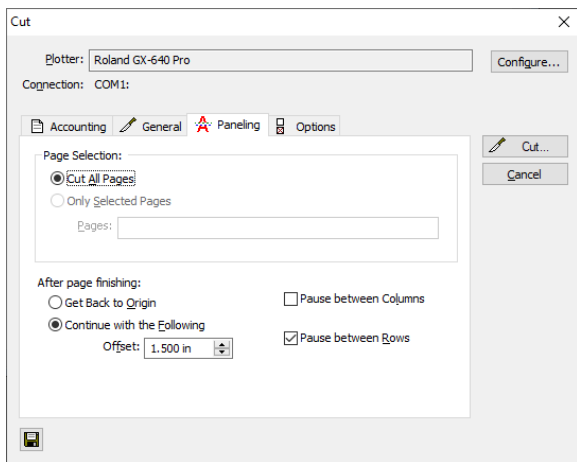 Cut
Plotter: Roland GX-640 Pro
Configure...
Connection: COM1:
Accounting General Paneling Options
Cut...
Cancel
Page Selection:
Cut All Pages
Only Selected Pages
Pages:
After page finishing:
Get Back to Origin
Pause between Columns
Continue with the Following
Offset: 1.500 in
Pause between Rows